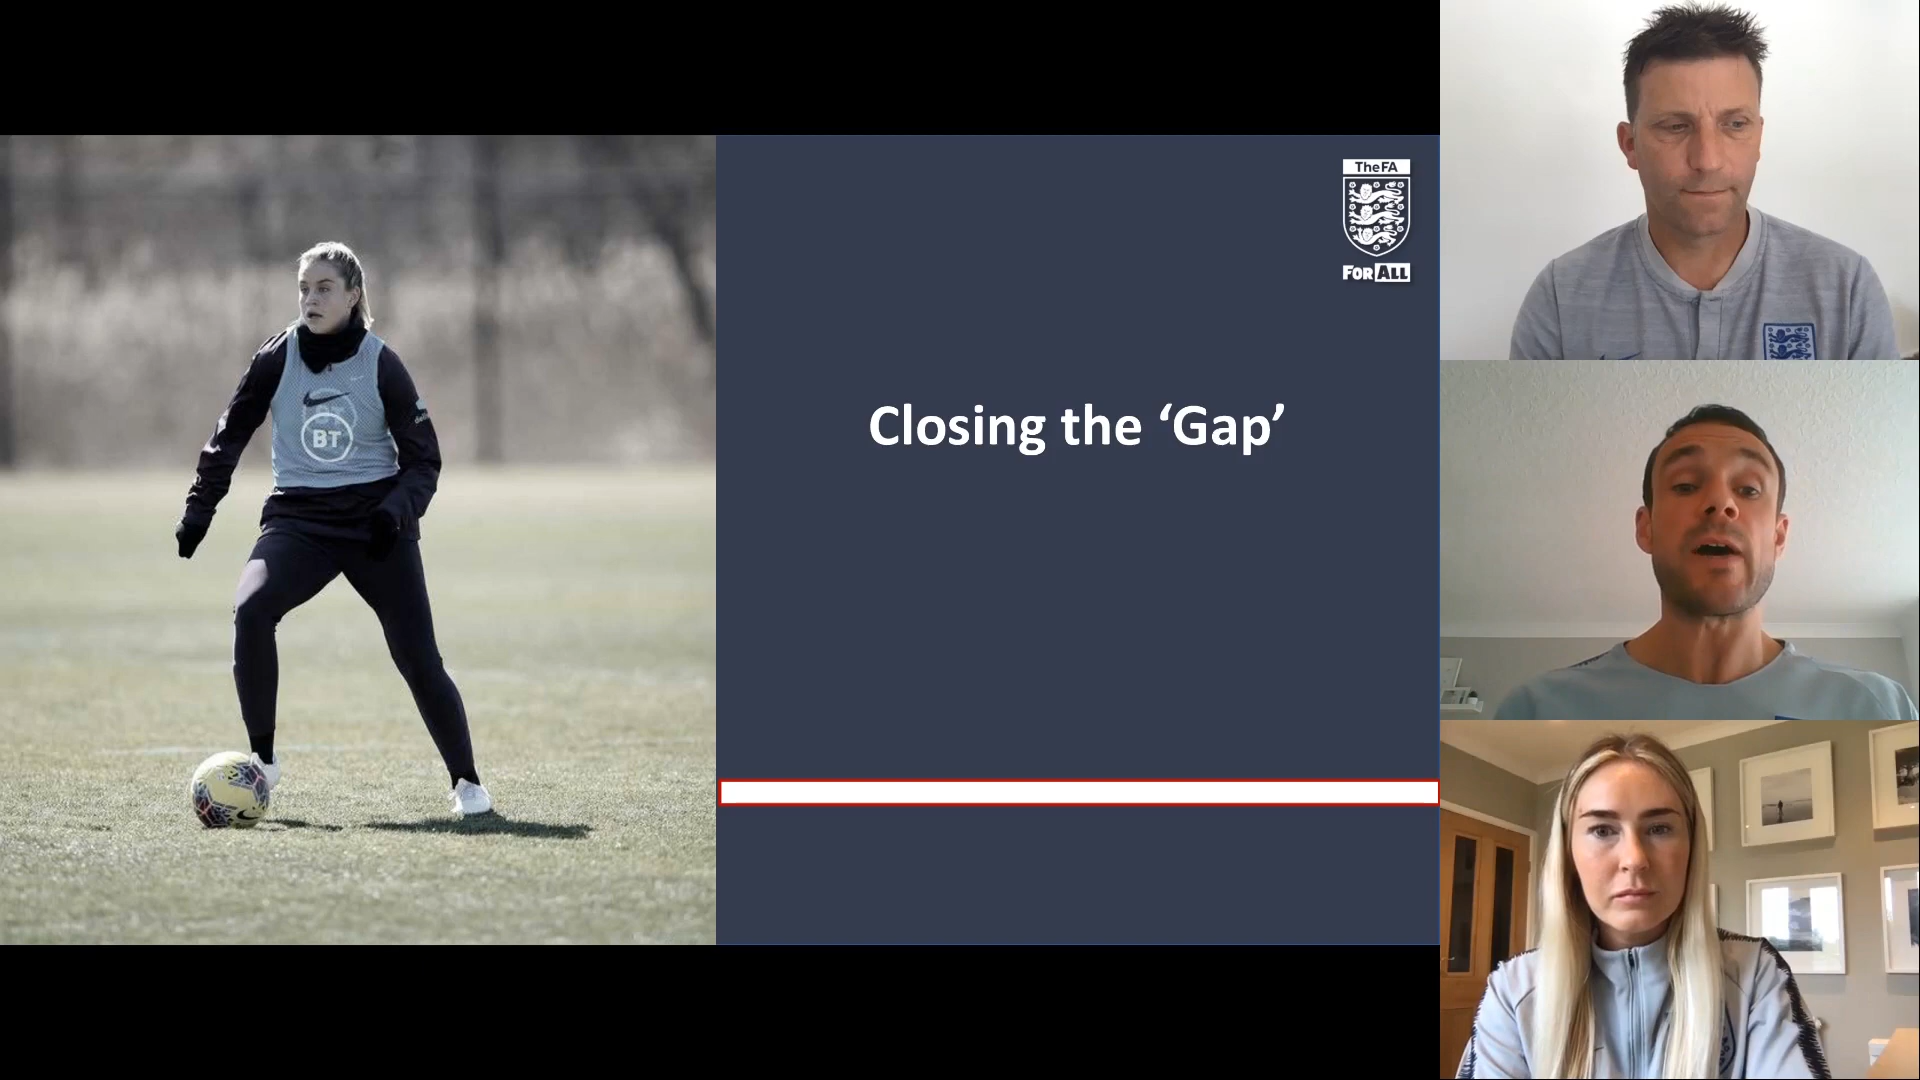 BT
TheFA
FOR ALL
Closing the ‘Gap’